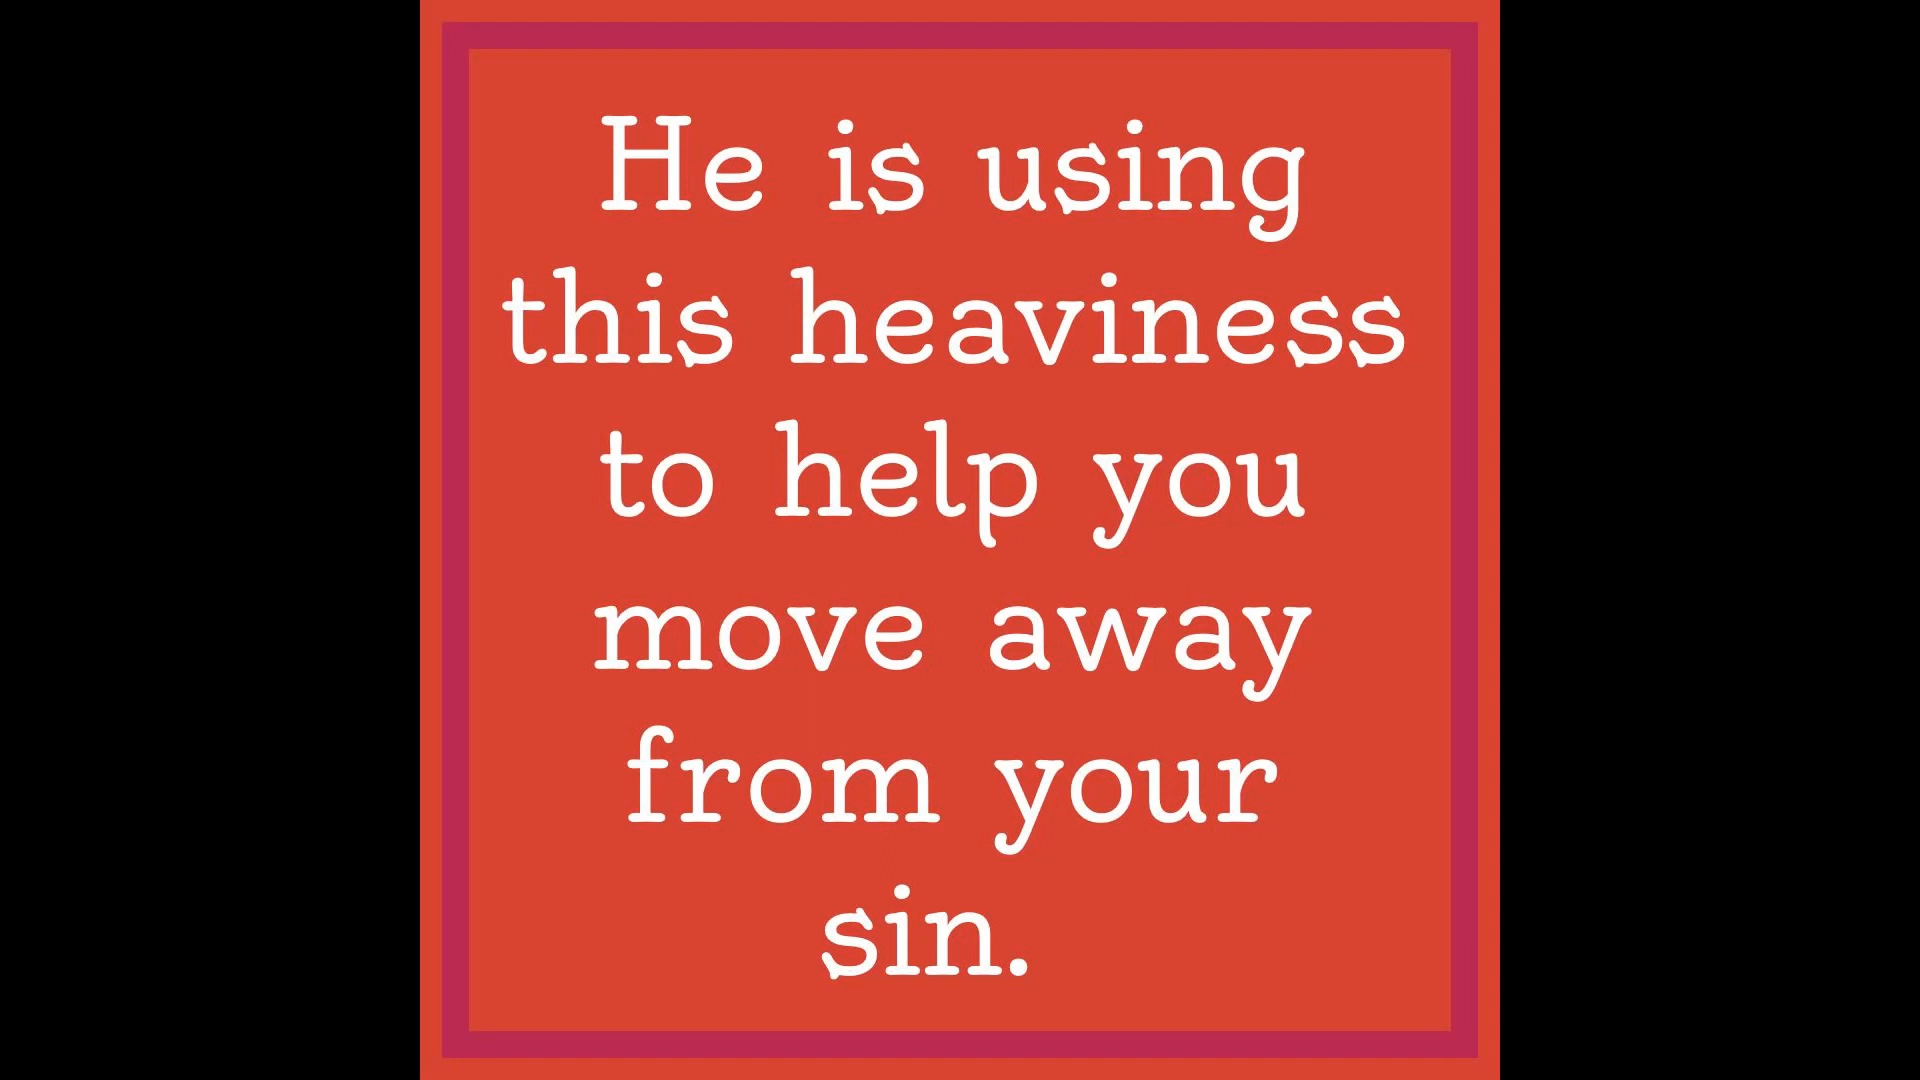 He is using
this heaviness
to help you
move away
from your
sin.